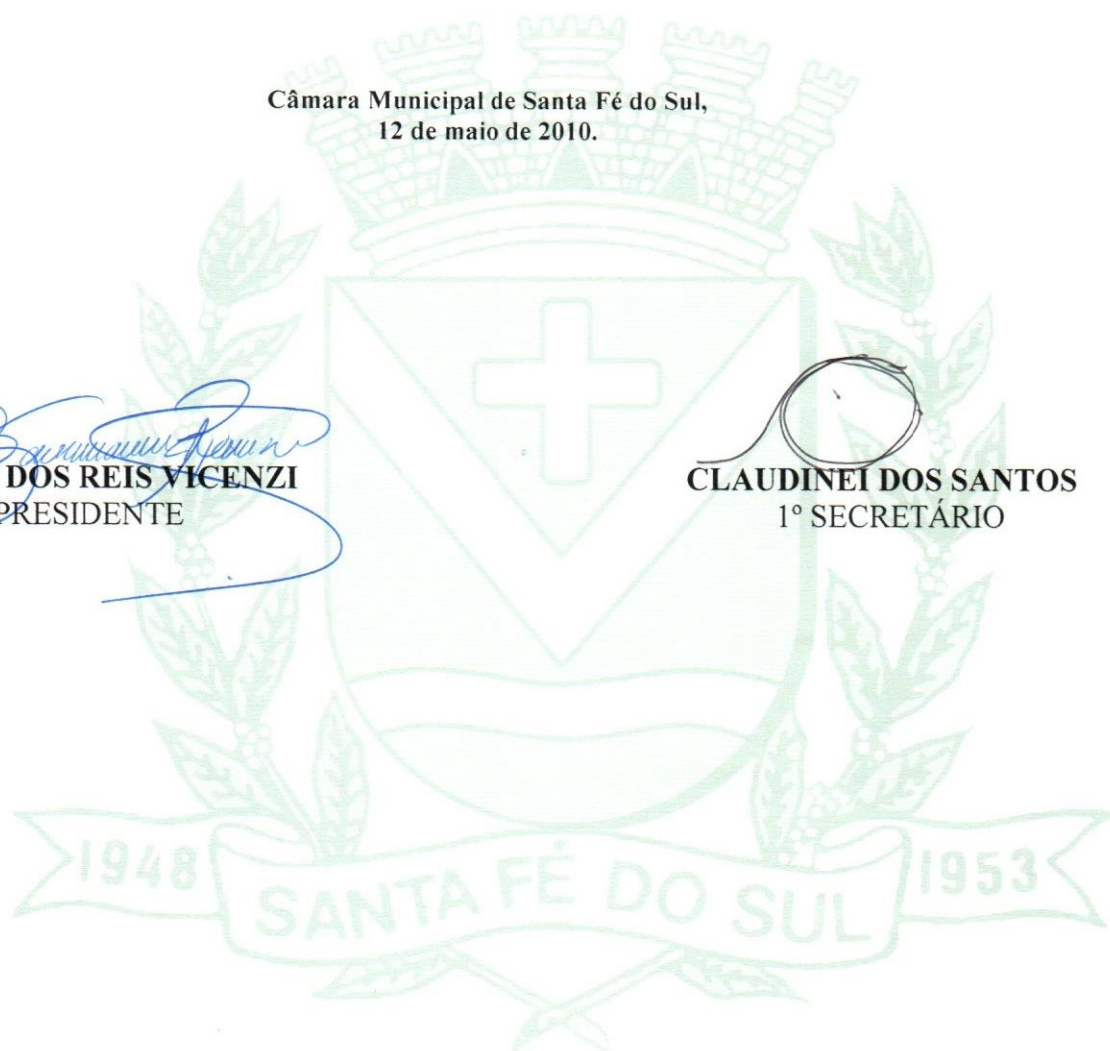 Câmara Municipal de Santa Fé do Sul,
12 de maio de 2010.
DOS REIS VICENZI
PRESIDENTE
CLAUDINEI DOS SANTOS
1º SECRETÁRIO
1948
SANTA FÉ DO SUL
1953